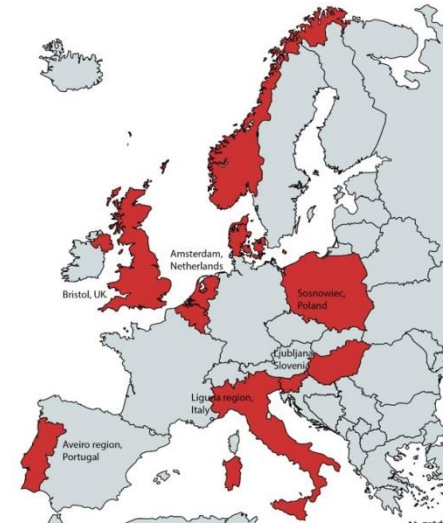 Amsterdam,
Netherlands
Bristol, UK
Sosnowiec,
Poland
Ljubljana
Slovenia
Liguria region,
Italy
Aveiro region,
Portugal